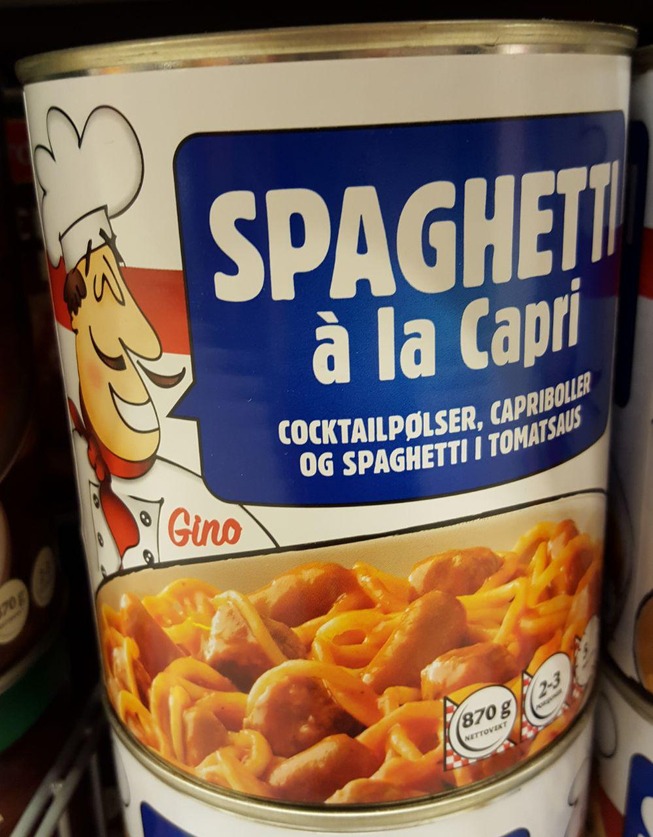 SPAGHETTI
à la Capri
COCKTAILPØLSER, CAPRIBOLLER
OG SPAGHETTI I TOMATSAUS
Gino
870 g
NETTOVEKT
2-3